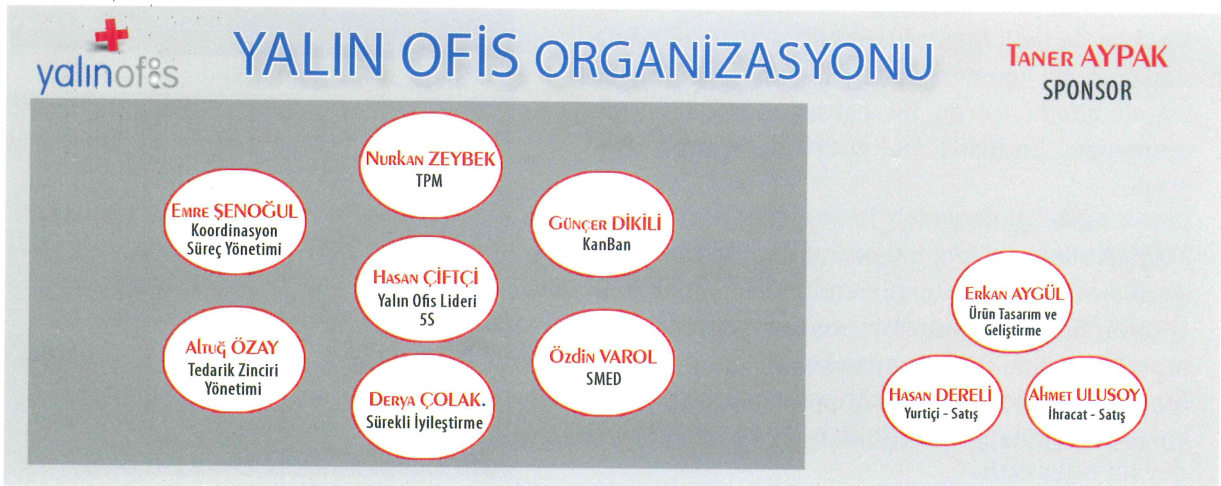 yalınofis
YALIN OFİS ORGANİZASYONU
TANER AYPAK
SPONSOR
NURKAN ZEYBEK
TPM
EMRE ŞENOĞUL
Koordinasyon
Süreç Yönetimi
GÜNÇER DİKİLİ
KanBan
HASAN ÇİFTÇİ
Yalın Ofis Lideri
5S
ALTUĞ ÖZAY
Tedarik Zinciri
Yönetimi
ÖZDİN VAROL
SMED
DERYA ÇOLAK.
Sürekli İyileştirme
ERKAN AYGÜL
Ürün Tasarım ve
Geliştirme
HASAN DERELİ
Yurtiçi - Satış
AHMET ULUSOY
İhracat - Satış